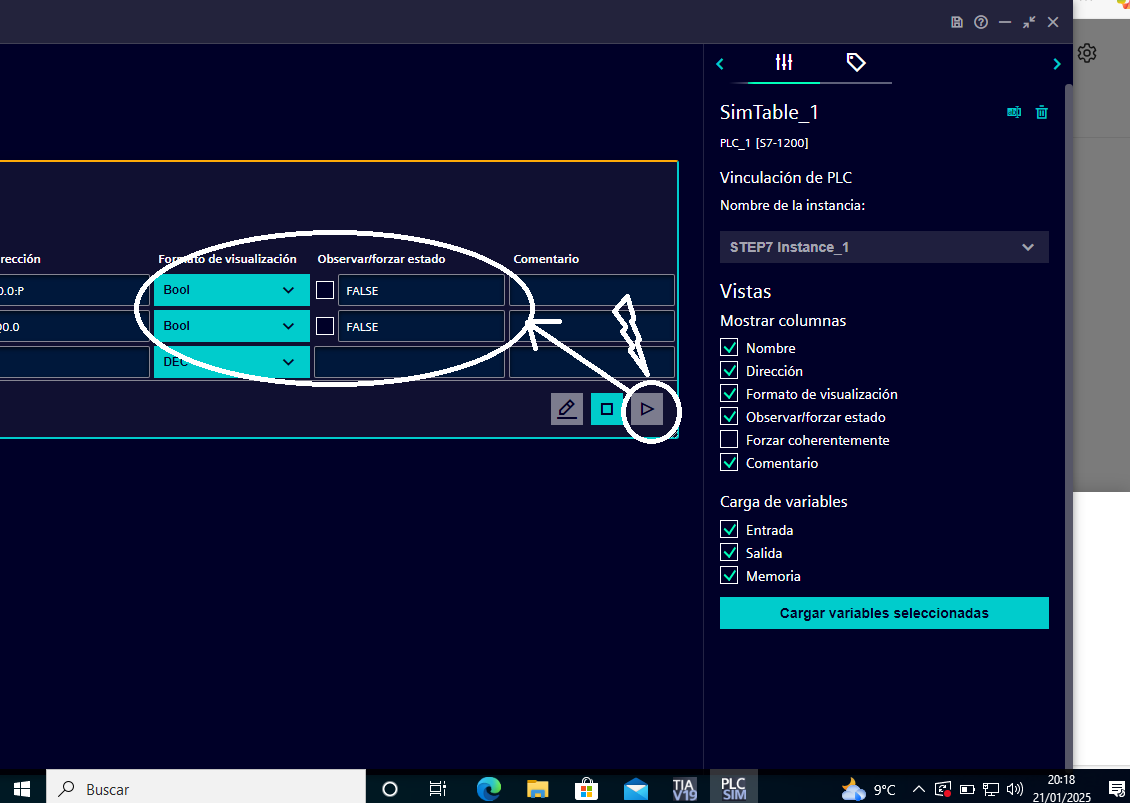 SimTable_1
PLC_1 [S7-1200]
Vinculación de PLC
Nombre de la instancia:
STEP7 Instance_1
Vistas
Mostrar columnas
Nombre
Dirección
Formato de visualización
Observar/forzar estado
Forzar coherentemente
Comentario
Carga de variables
Entrada
Salida
Memoria
Cargar variables seleccionadas
rección Formato de visualización Observar/forzar estado Comentario
0.0:P Bool FALSE
Q0.0 Bool FALSE
DEC
Buscar
TIA V19
PLC SIM
9°C
20:18
21/01/2025